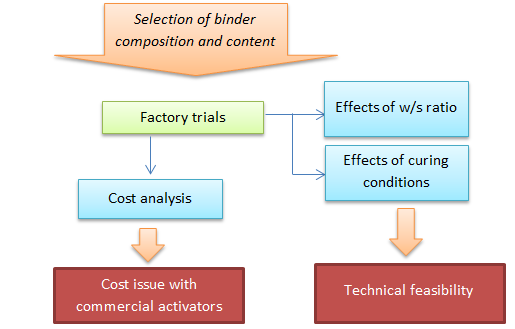 Selection of binder
composition and content
Factory trials
Effects of w/s ratio
Effects of curing
conditions
Cost analysis
Cost issue with
commercial activators
Technical feasibility